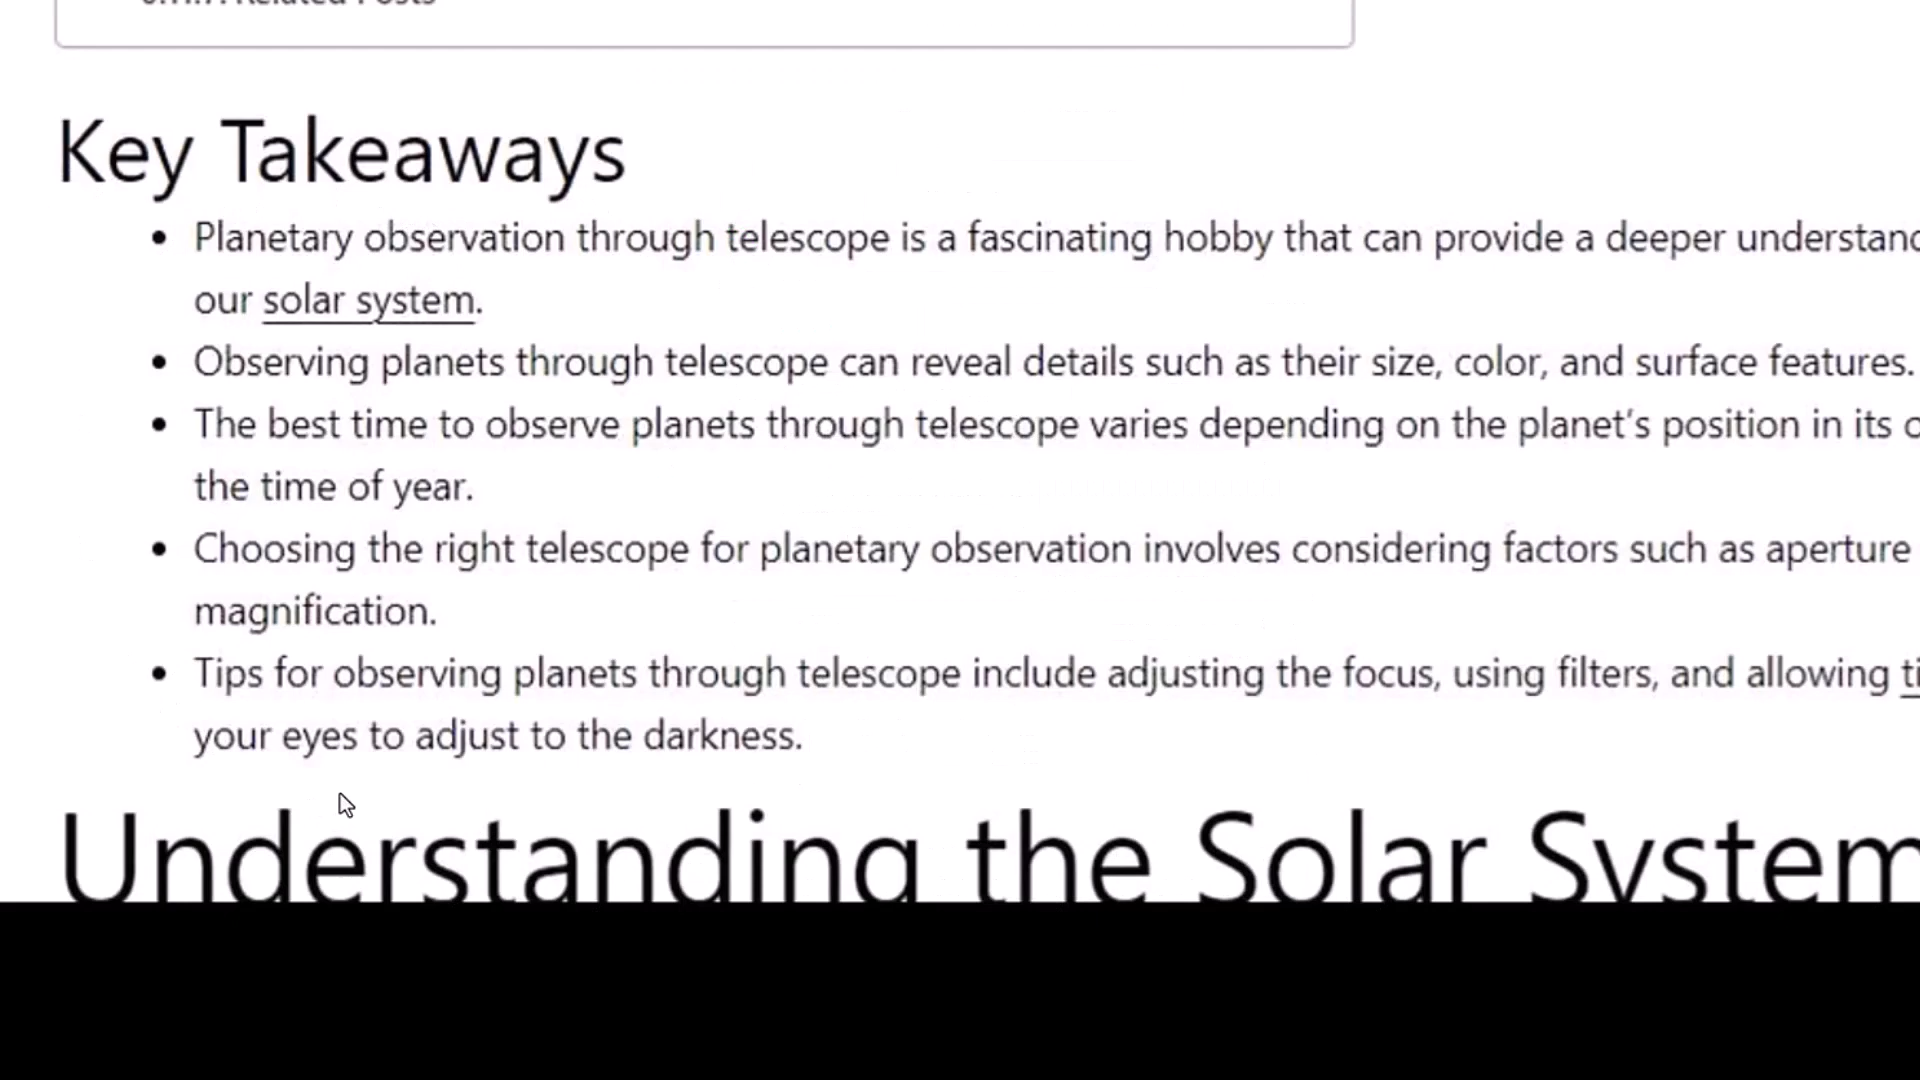 Related Posts
Key Takeaways
• Planetary observation through telescope is a fascinating hobby that can provide a deeper
our solar system.
• Observing planets through telescope can reveal details such as their size, color, and surface features.
• The best time to observe planets through telescope varies depending on the planet’s position in its
the time of year.
• Choosing the right telescope for planetary observation involves considering factors such as aperture
magnification.
• Tips for observing planets through telescope include adjusting the focus, using filters, and allowing
your eyes to adjust to the darkness.
Understanding the Solar System